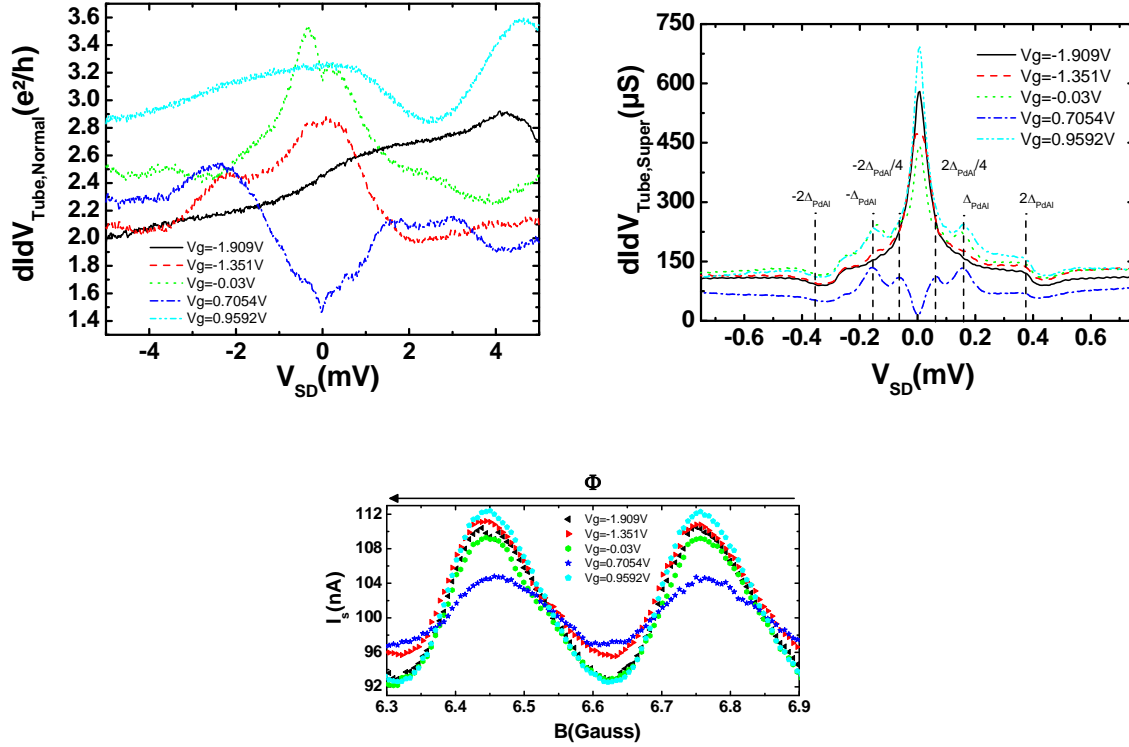 3.6
3.4
3.2
3.0
2.8
2.6
2.4
2.2
2.0
1.8
1.6
1.4
dIdV_Tube,Normal(e²/h)
Vg=-1.909V
Vg=-1.351V
Vg=-0.03V
Vg=0.7054V
Vg=0.9592V
-4 -2 0 2 4
V_SD(mV)
750
600
450
300
150
0
dIdV_Tube,Super(µS)
Vg=-1.909V
Vg=-1.351V
Vg=-0.03V
Vg=0.7054V
Vg=0.9592V
-2Δ_PdAl/4 2Δ_PdAl/4
-2Δ_PdAl -Δ_PdAl Δ_PdAl 2Δ_PdAl
-0.6 -0.4 -0.2 0.0 0.2 0.4 0.6
V_SD(mV)
Φ
112
108
104
100
96
92
I_s(nA)
Vg=-1.909V
Vg=-1.351V
Vg=-0.03V
Vg=0.7054V
Vg=0.9592V
6.3 6.4 6.5 6.6 6.7 6.8 6.9
B(Gauss)